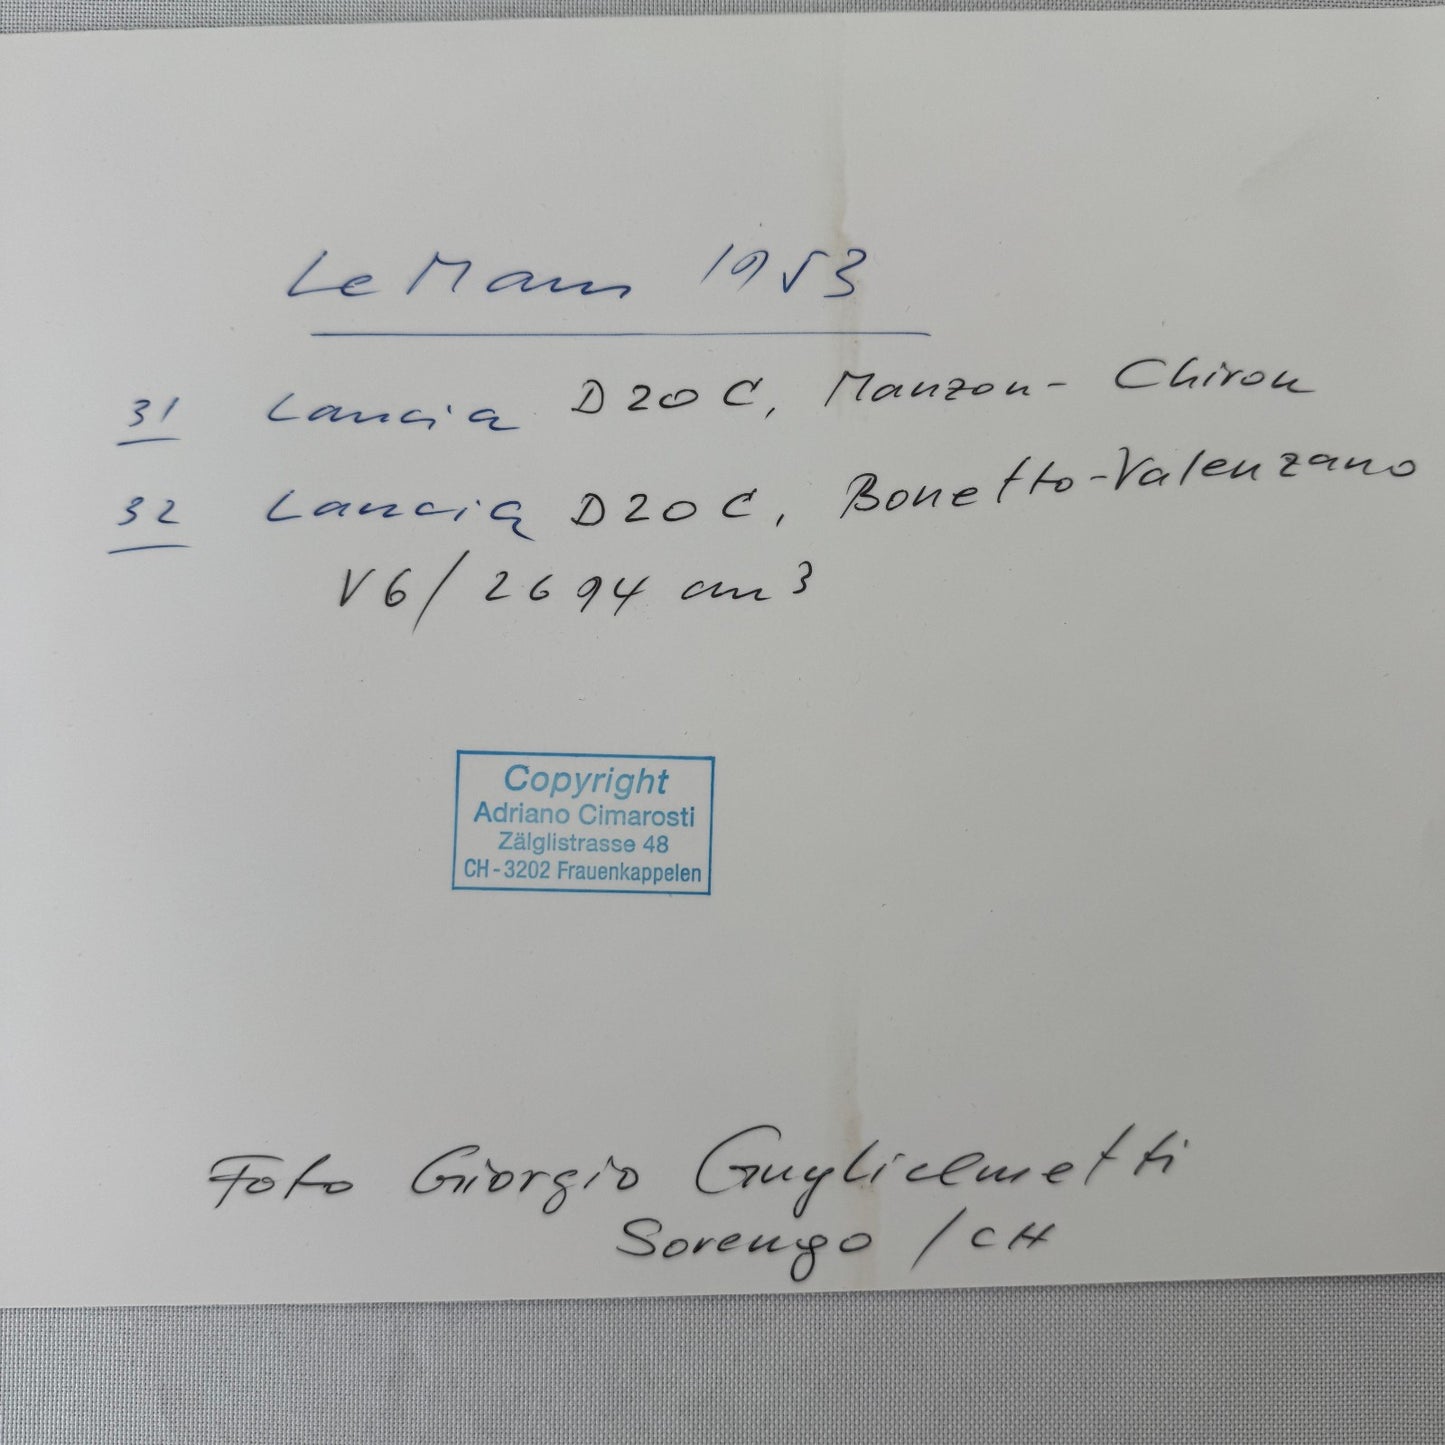 Le Mans 1953
31 Lancia D20C, Manzon - Chiron
32 Lancia D20C, Bonetto-Valenzano
V6/2694 cm³
Copyright
Adriano Cimarosti
Zälglistrasse 48
CH-3202 Frauenkappelen
Foto Giorgio Guglielmetti
Sorengo / CH